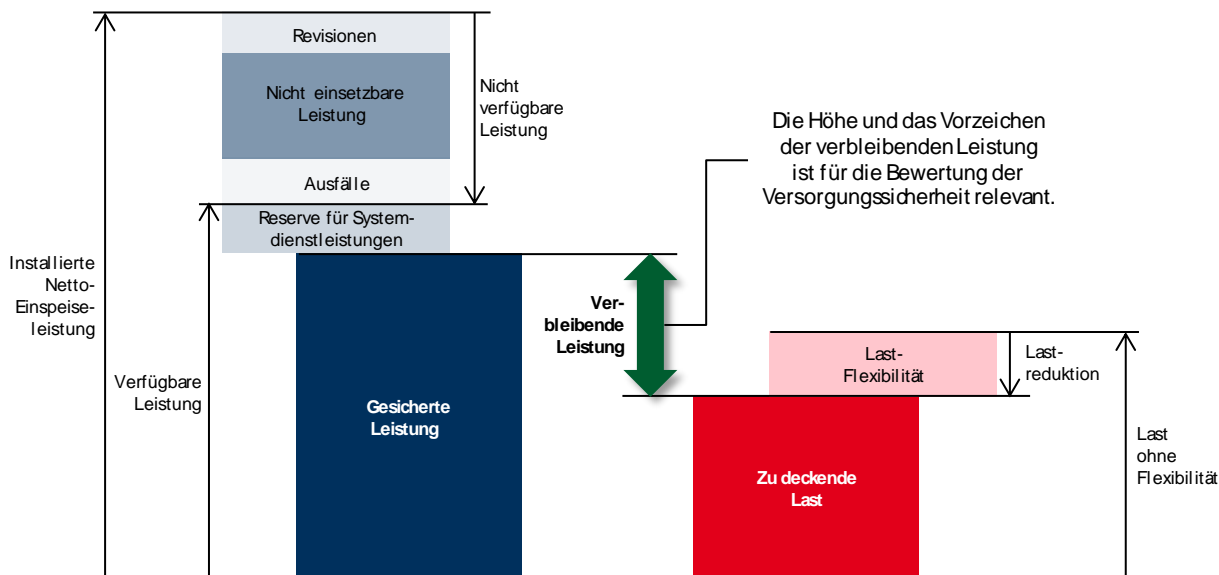 Revisionen
Nicht einsetzbare
Leistung
Ausfälle
Reserve für System-
dienstleistungen
Nicht
verfügbare
Leistung
Installierte
Netto-
Einspeise-
leistung
Verfügbare
Leistung
Gesicherte
Leistung
Ver-
bleibende
Leistung
Die Höhe und das Vorzeichen
der verbleibenden Leistung
ist für die Bewertung der
Versorgungssicherheit relevant.
Last-
Flexibilität
Last-
reduktion
Zu deckende
Last
Last
ohne
Flexibilität